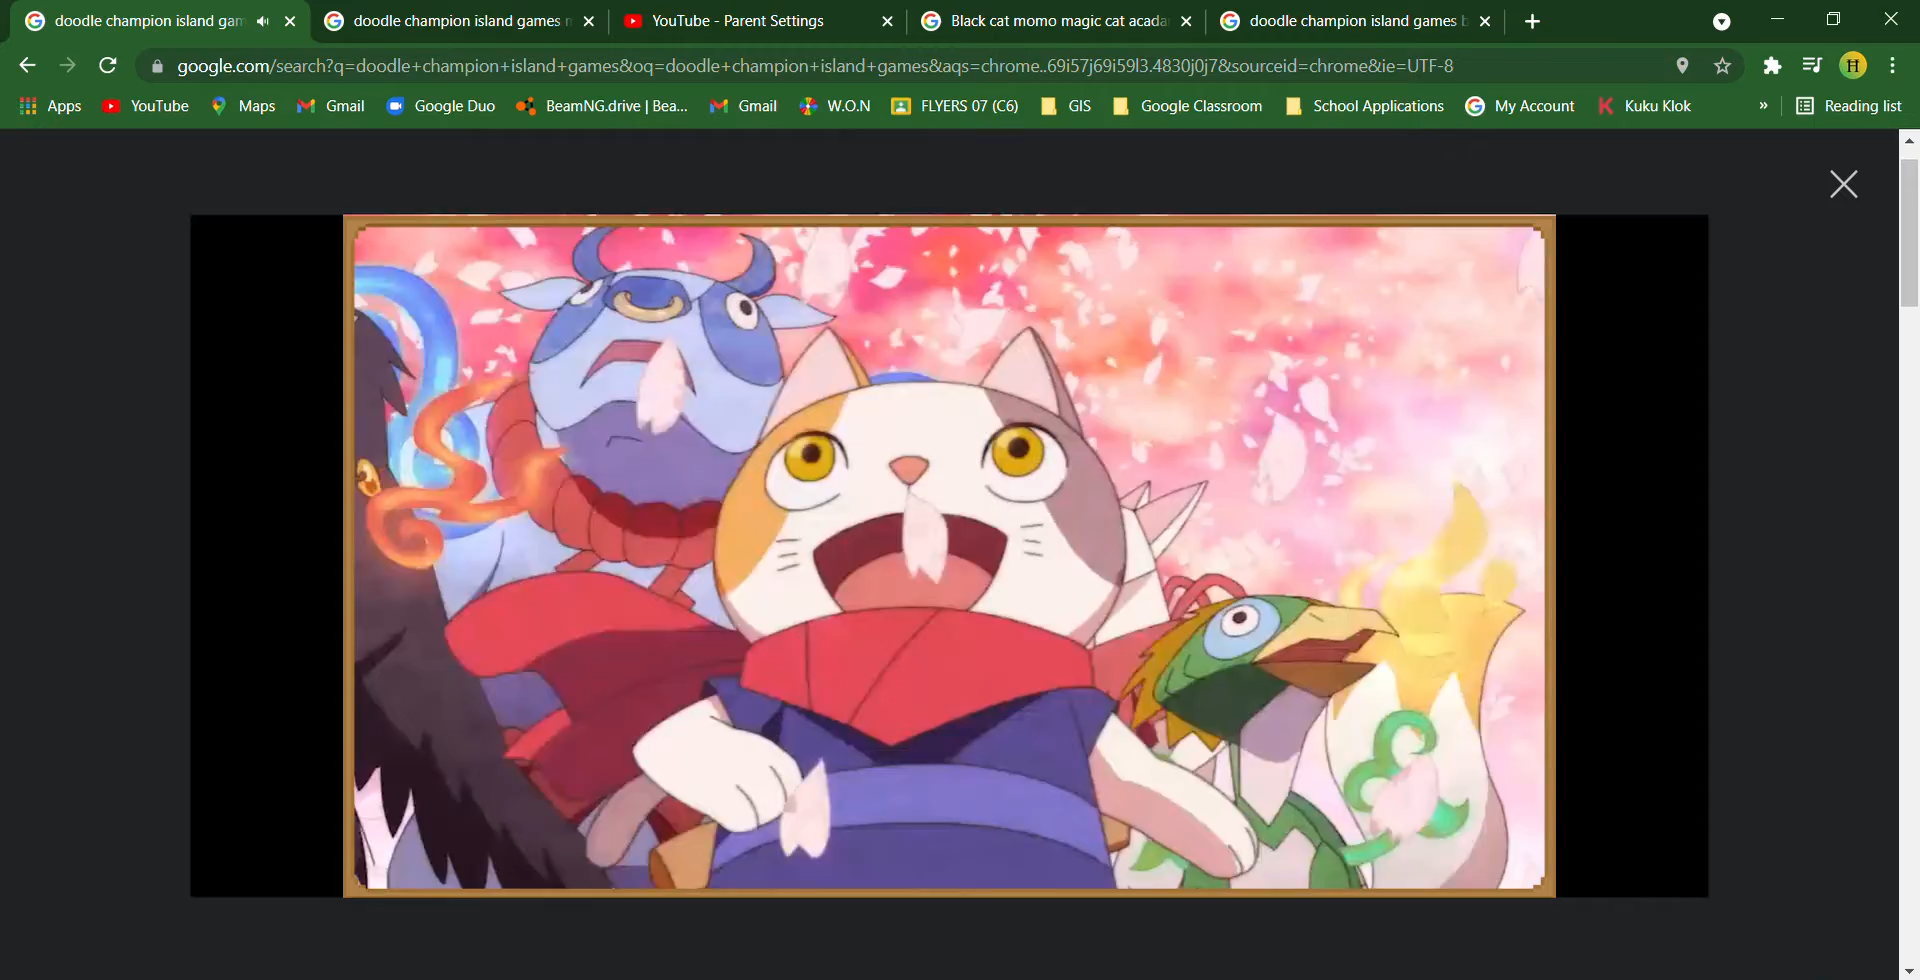 doodle champion island gam
doodle champion island games
YouTube - Parent Settings
Black cat momo magic cat acada
doodle champion island games b
google.com/search?q=doodle+champion+island+games&oq=doodle+champion+island+games&aqs=chrome..69i57j69i59l3.4830j0j7&sourceid=chrome&ie=UTF-8
H
Apps
YouTube
Maps
Gmail
Google Duo
BeamNG.drive | Bea...
Gmail
W.O.N
FLYERS 07 (C6)
GIS
Google Classroom
School Applications
My Account
Kuku Klok
»
Reading list